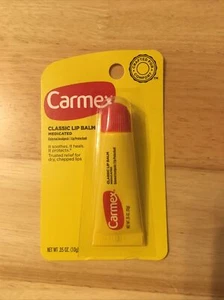 Carmex
CLASSIC LIP BALM
MEDICATED
It soothes, it heals,
it protects.
Trusted relief for
dry, chapped lips
NET WT .35 OZ. (10g)
Carmex
CLASSIC LIP BALM